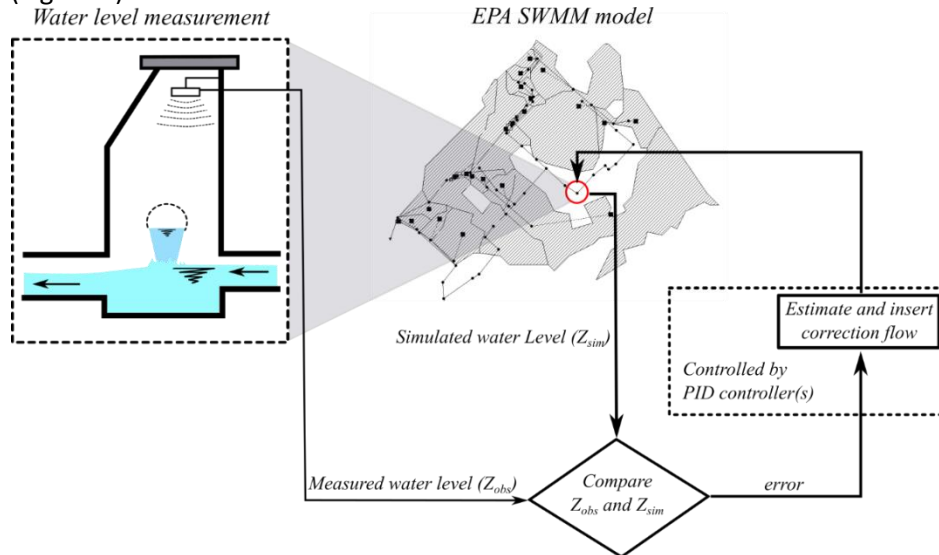 Water level measurement
EPA SWMM model
Simulated water Level (Zsim)
Estimate and insert
correction flow
Controlled by
PID controller(s)
Measured water level (Zobs)
Compare
Zobs and Zsim
error